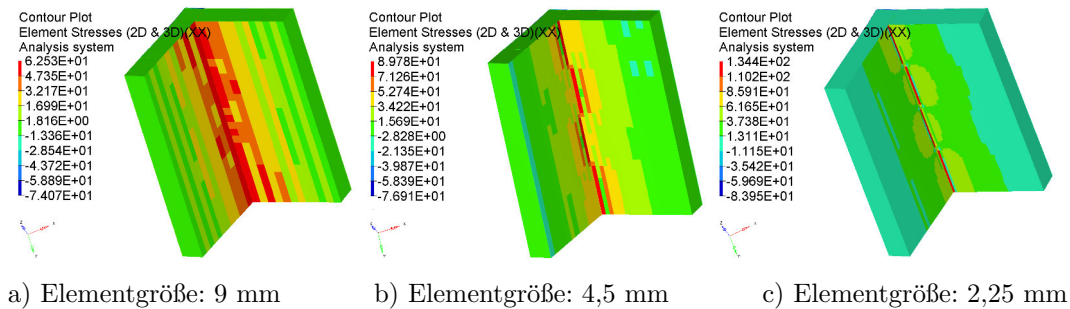 Contour Plot
Element Stresses (2D & 3D)(XX)
Analysis system
6.253E+01
4.735E+01
3.217E+01
1.699E+01
1.816E+00
-1.336E+01
-2.854E+01
-4.372E+01
-5.889E+01
-7.407E+01
a) Elementgröße: 9 mm
Contour Plot
Element Stresses (2D & 3D)(XX)
Analysis system
8.978E+01
7.126E+01
5.274E+01
3.422E+01
1.569E+01
-2.828E+00
-2.135E+01
-3.987E+01
-5.839E+01
-7.691E+01
b) Elementgröße: 4,5 mm
Contour Plot
Element Stresses (2D & 3D)(XX)
Analysis system
1.344E+02
1.102E+02
8.591E+01
6.165E+01
3.738E+01
1.311E+01
-1.115E+01
-3.542E+01
-5.969E+01
-8.395E+01
c) Elementgröße: 2,25 mm